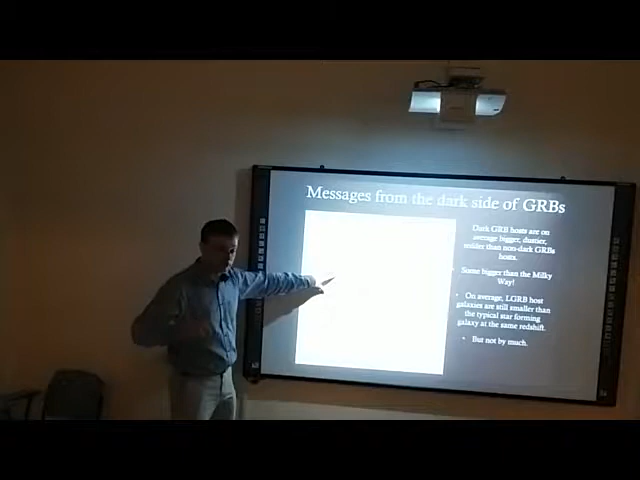 Messages from the dark side of GRBs
Dark GRB hosts are on
average bigger, dustier,
redder than non-dark GRBs
hosts.
Some bigger than the Milky
Way!
• On average, LGRB host
galaxies are still smaller than
the typical star forming
galaxy at the same redshift.
• But not by much.